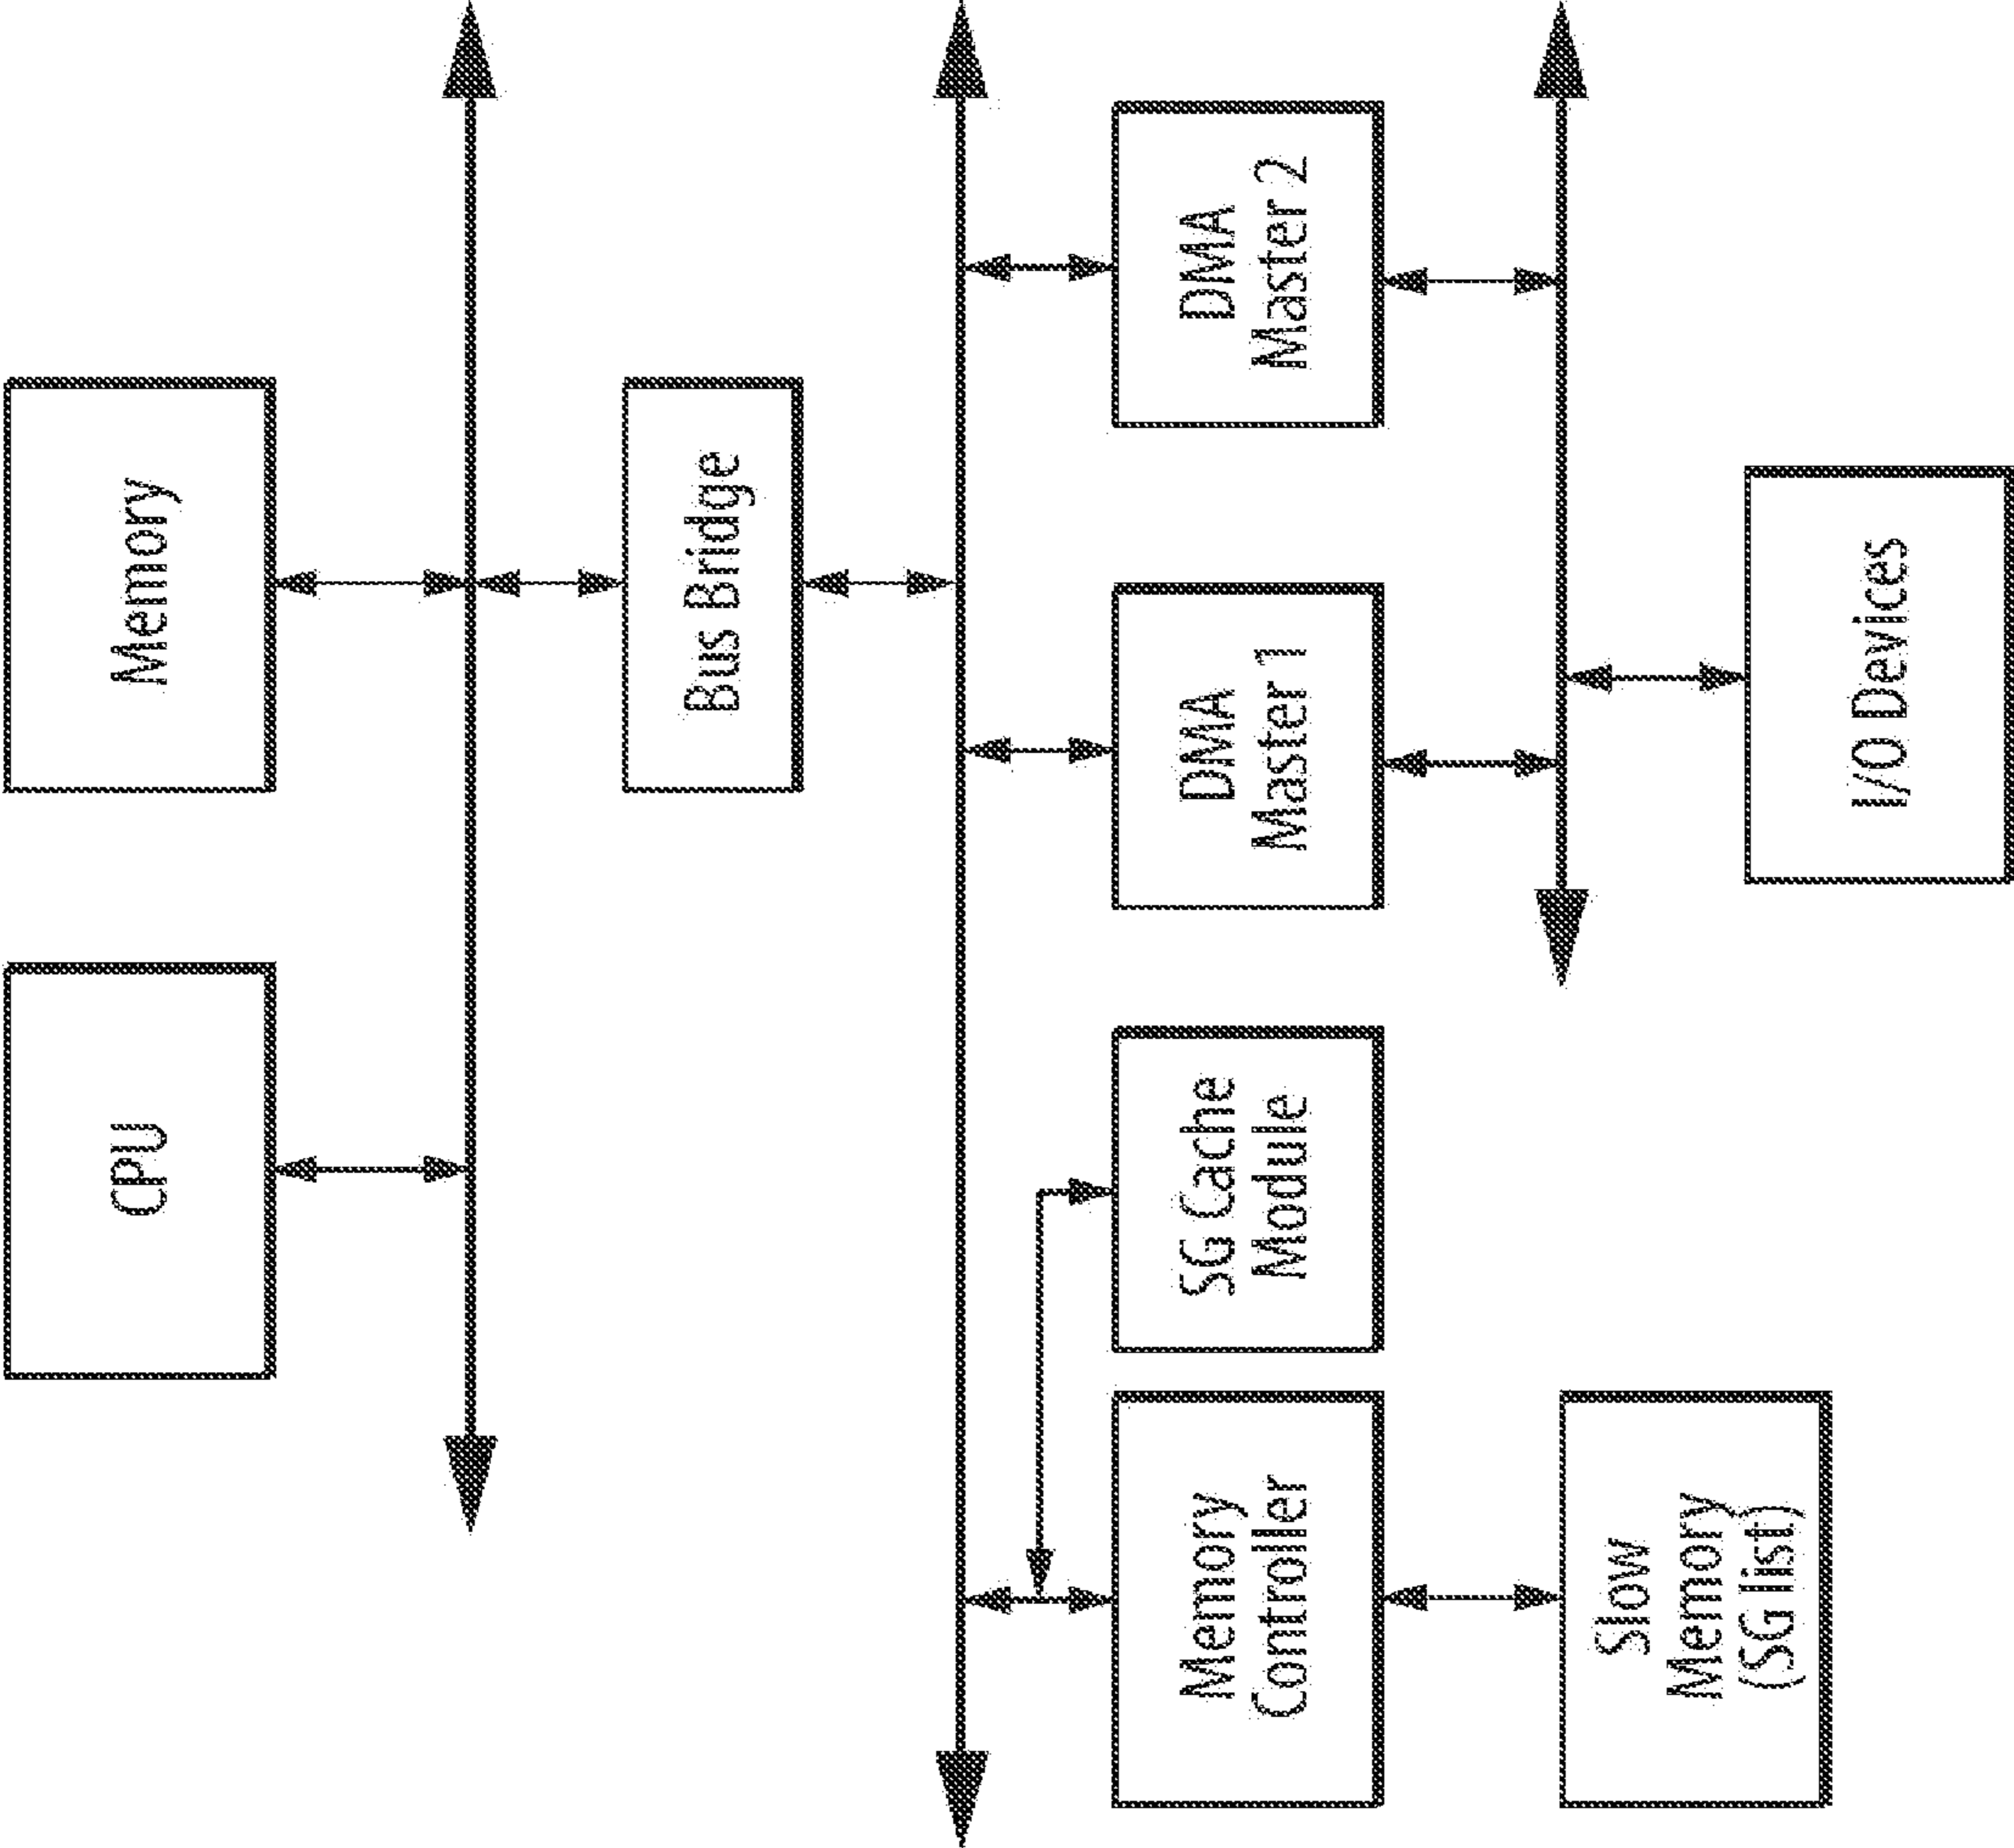 CPU
Memory
Bus Bridge
Memory
Controller
SG Cache
Module
DMA
Master 1
DMA
Master 2
Slow
Memory
(SG list)
I/O Devices